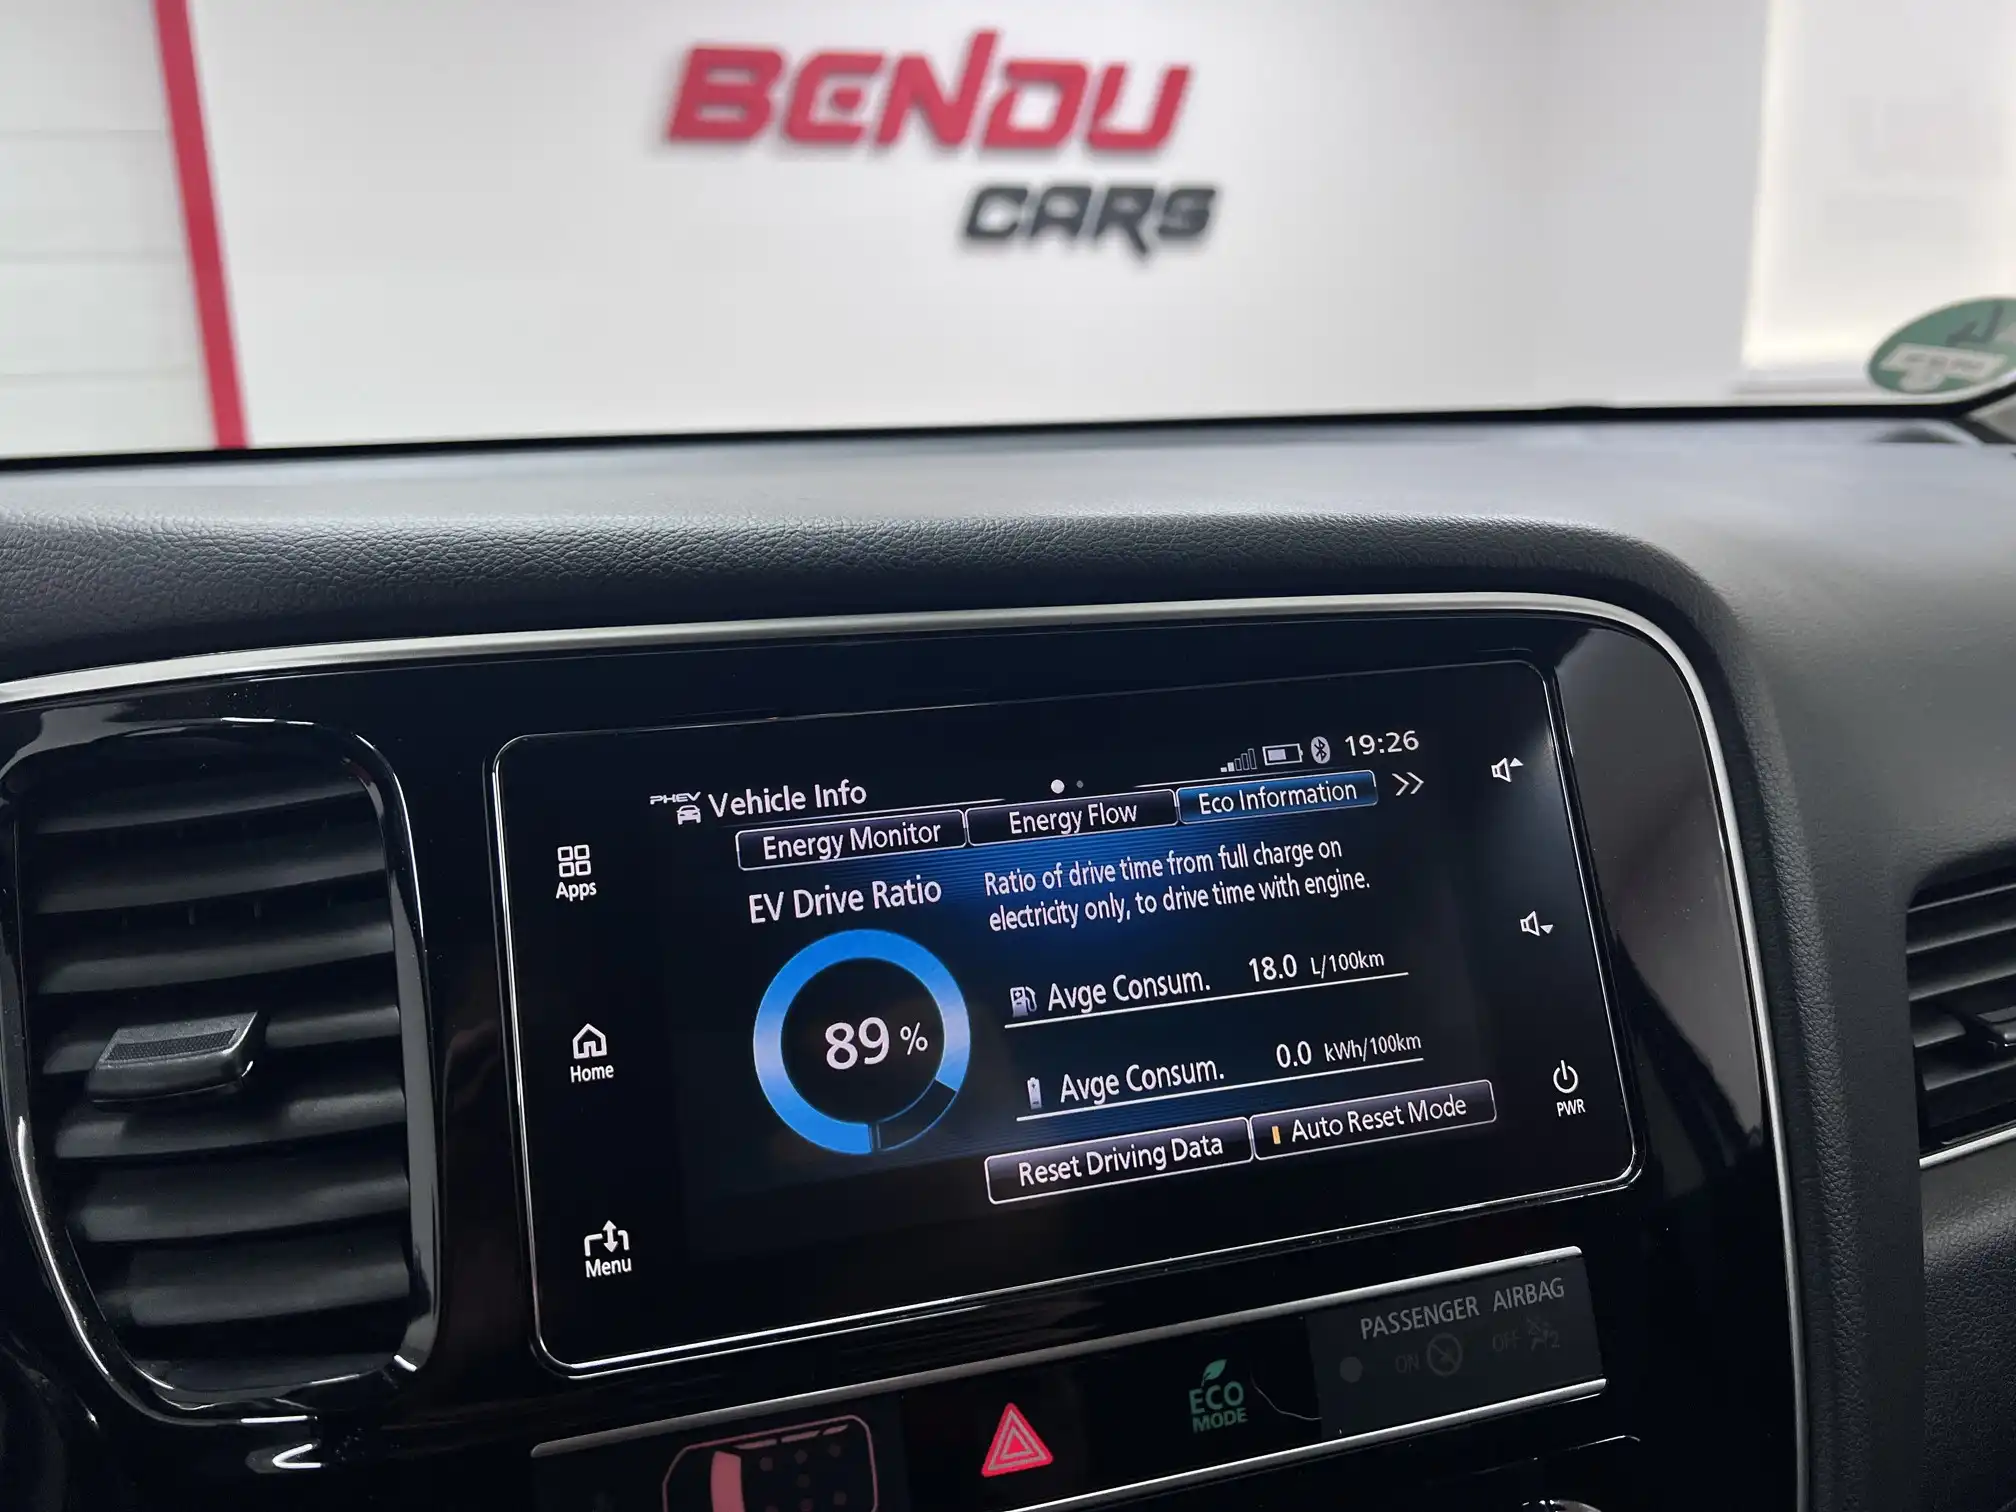 BENDU
CARS
19:26
PHEV Vehicle Info
Energy Monitor
Energy Flow
Eco Information
EV Drive Ratio
Ratio of drive time from full charge on
electricity only, to drive time with engine.
89 %
Avge Consum. 18.0 L/100km
Avge Consum. 0.0 kWh/100km
Reset Driving Data
Auto Reset Mode
Apps
Home
Menu
PWR
PASSENGER AIRBAG
ON
OFF
2
ECO
MODE